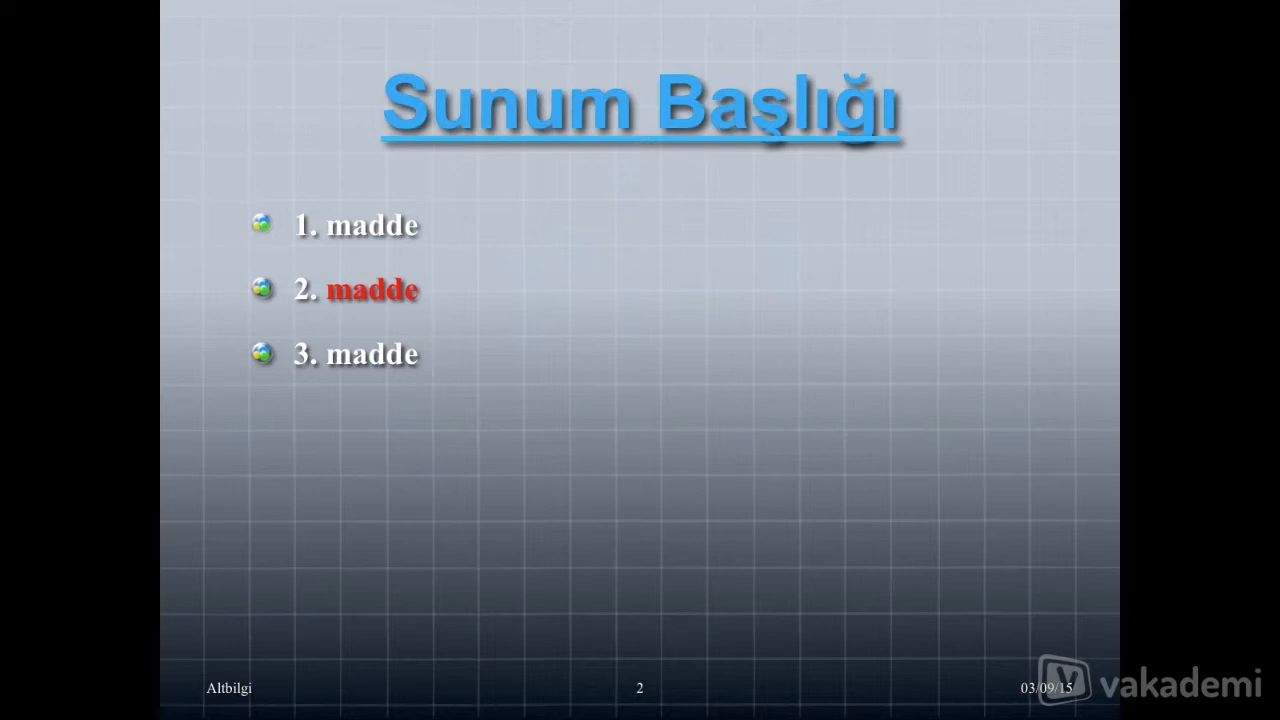 Sunum Başlığı
1. madde
2. madde
3. madde
Altbilgi
2
03/09/15
vakademi